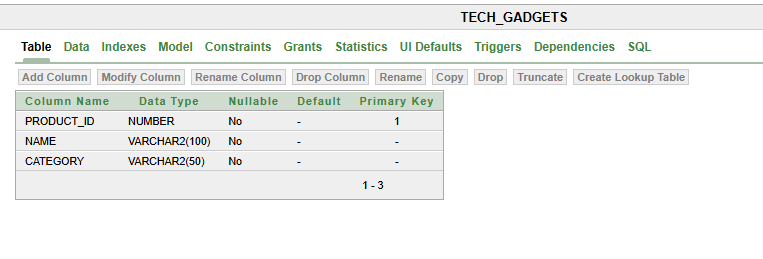 TECH_GADGETS
Table Data Indexes Model Constraints Grants Statistics UI Defaults Triggers Dependencies SQL
Add Column Modify Column Rename Column Drop Column Rename Copy Drop Truncate Create Lookup Table
Column Name Data Type Nullable Default Primary Key
PRODUCT_ID NUMBER No - 1
NAME VARCHAR2(100) No - -
CATEGORY VARCHAR2(50) No - -
1 - 3